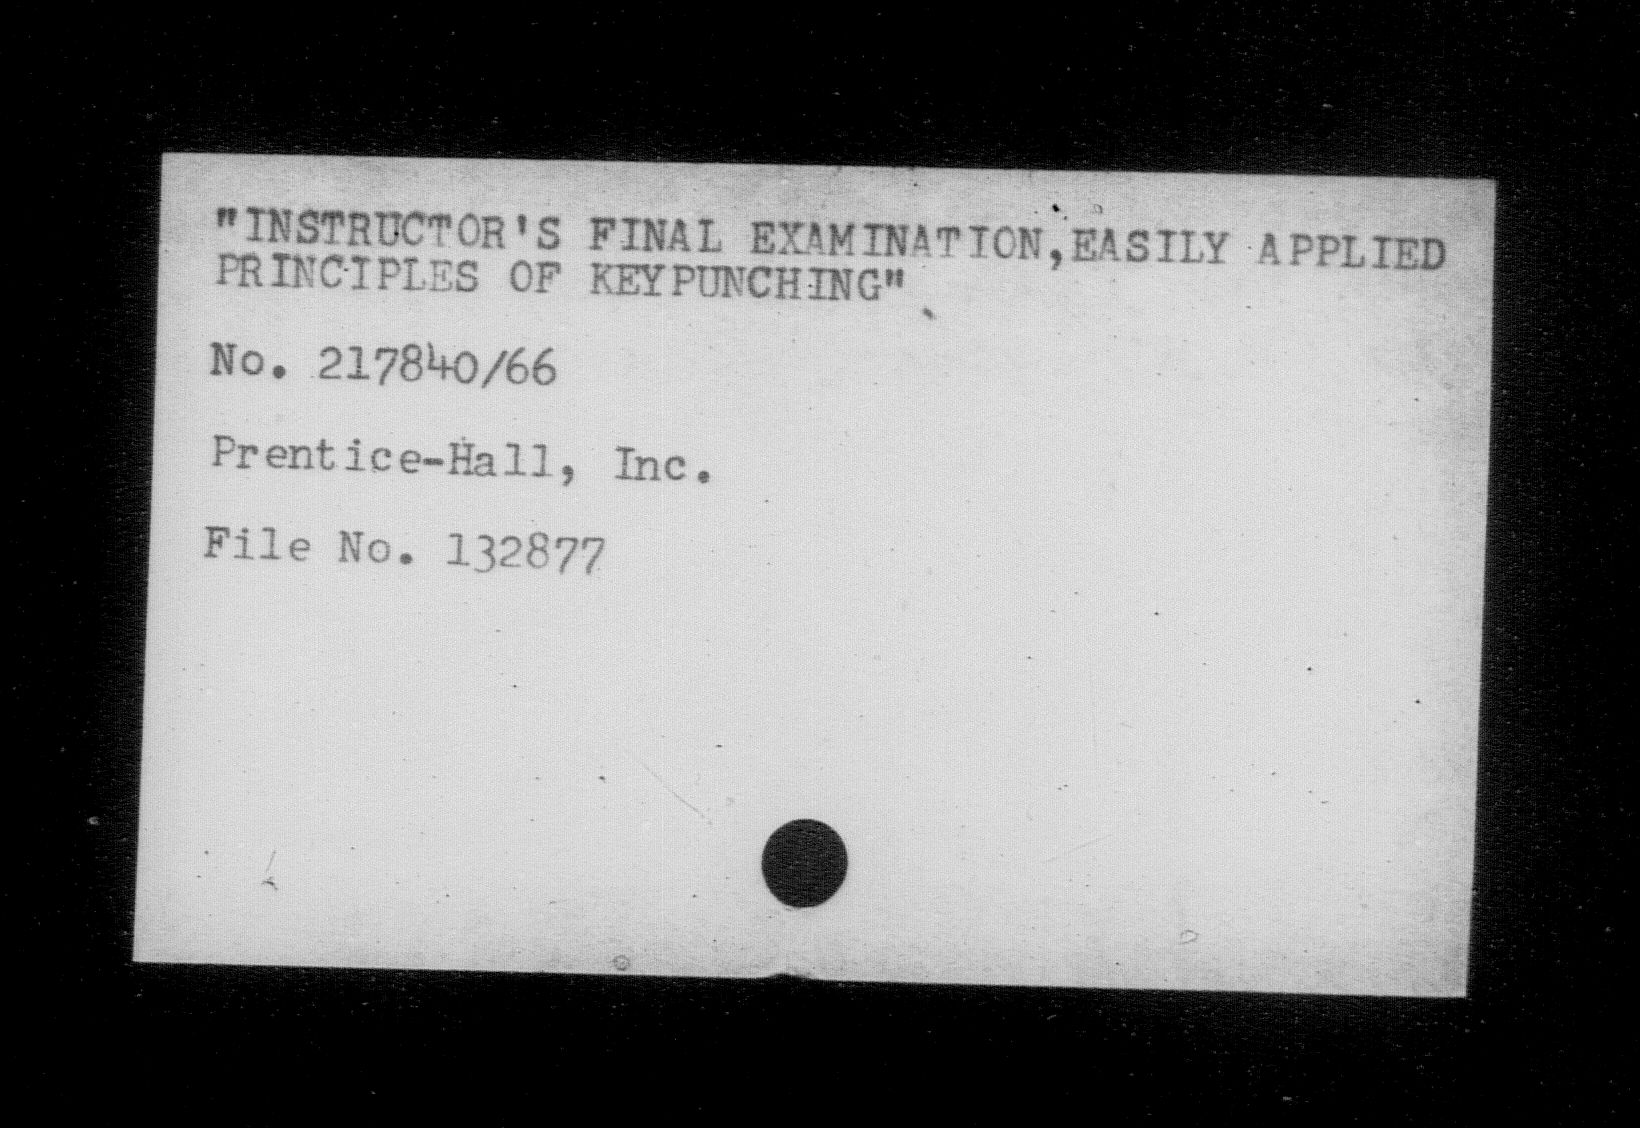 "INSTRUCTOR'S FINAL EXAMINATION,EASILY APPLIED
PRINCIPLES OF KEYPUNCHING"
No. 217840/66
Prentice-Hall, Inc.
File No. 132877